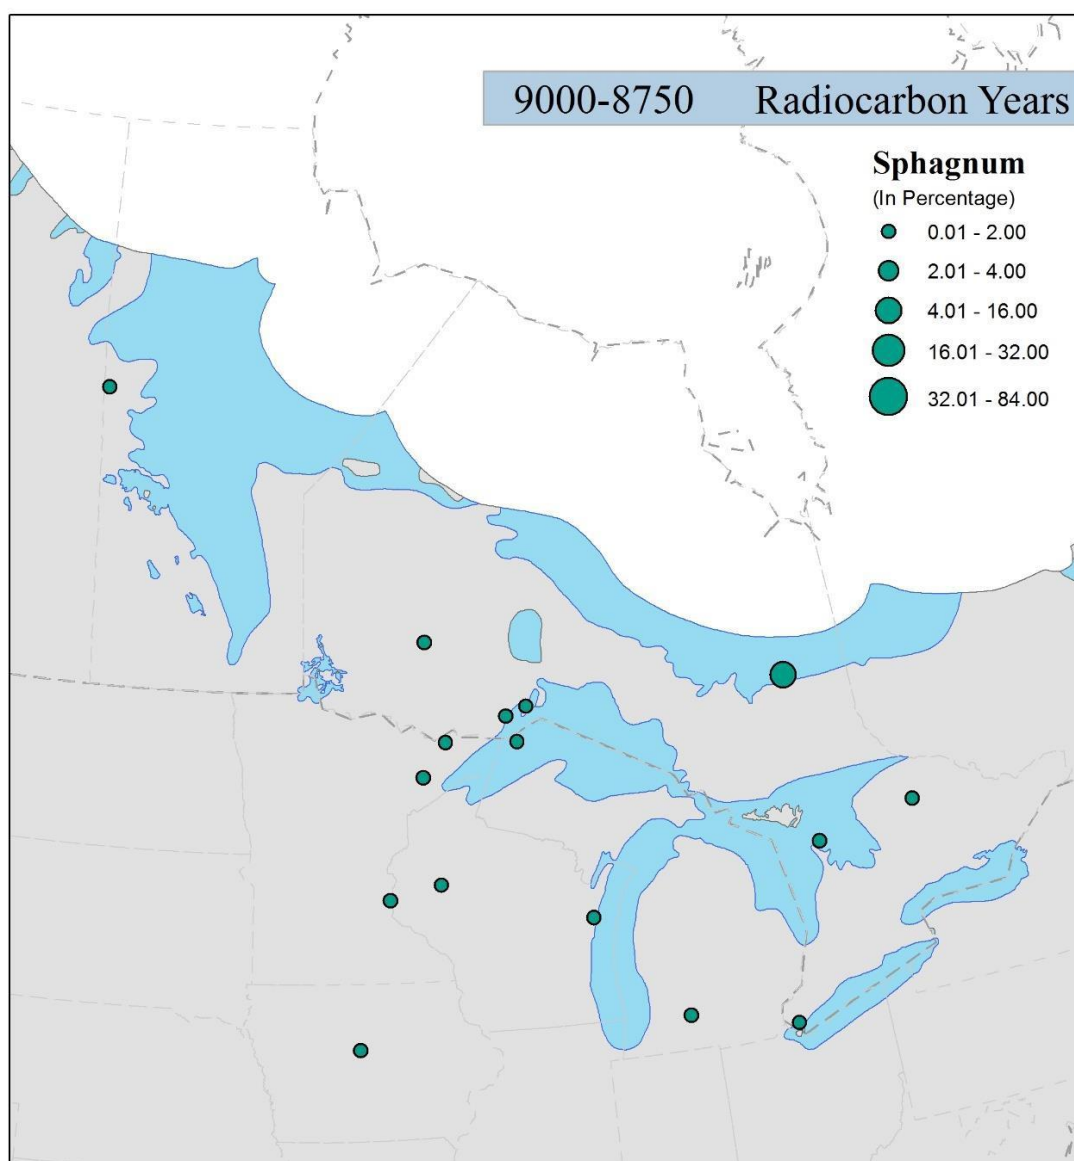 9000-8750 Radiocarbon Years
Sphagnum
(In Percentage)
0.01 - 2.00
2.01 - 4.00
4.01 - 16.00
16.01 - 32.00
32.01 - 84.00